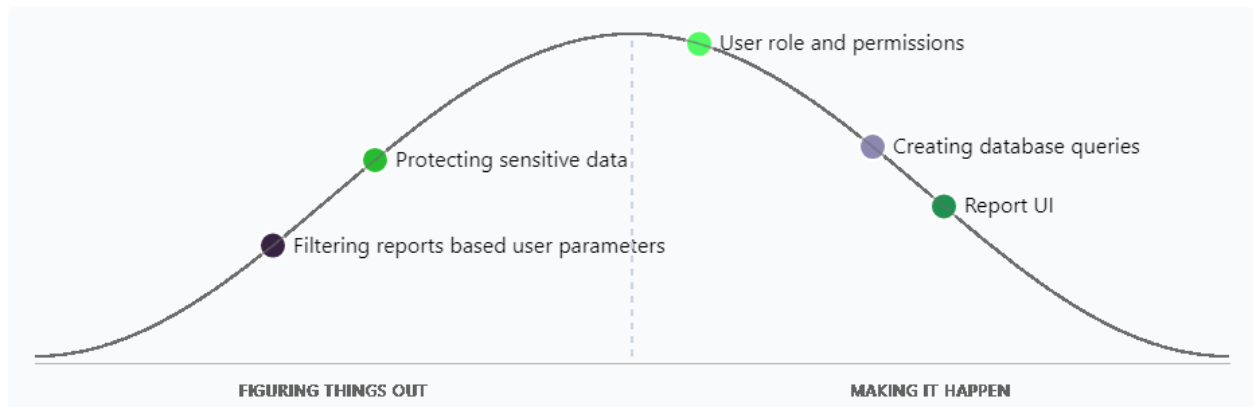 User role and permissions
Creating database queries
Protecting sensitive data
Report UI
Filtering reports based user parameters
FIGURING THINGS OUT
MAKING IT HAPPEN